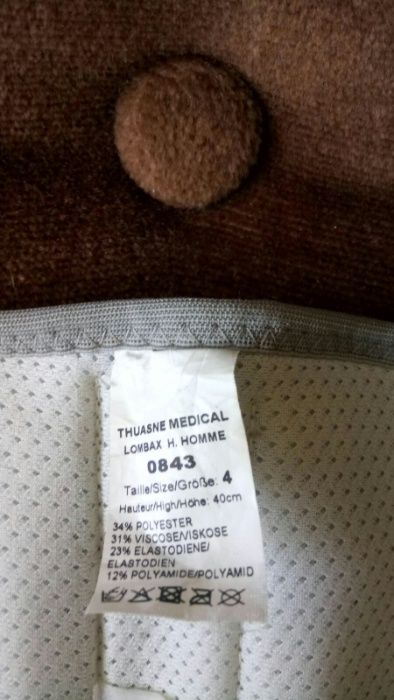 THUASNE MEDICAL
LOMBAX H. HOMME
0843
Taille/Size/Größe: 4
Hauteur/High/Höhe: 40cm
34% POLYESTER
31% VISCOSE/VISKOSE
23% ELASTODIENE/
ELASTODIEN
12% POLYAMIDE/POLYAMID